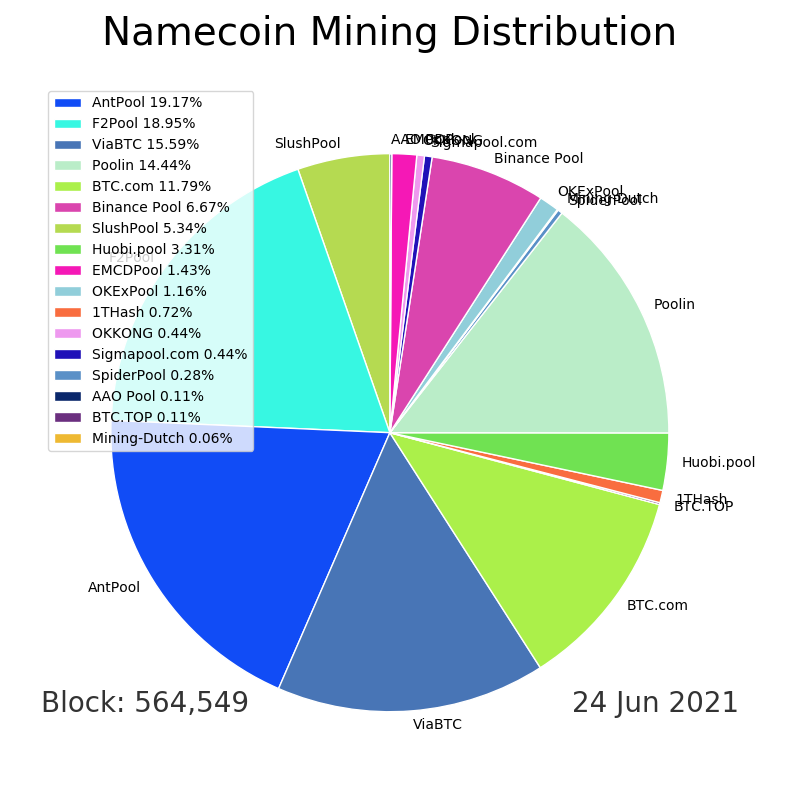 Namecoin Mining Distribution
AntPool 19.17%
F2Pool 18.95%
ViaBTC 15.59%
Poolin 14.44%
BTC.com 11.79%
Binance Pool 6.67%
SlushPool 5.34%
Huobi.pool 3.31%
EMCDPool 1.43%
OKExPool 1.16%
1THash 0.72%
OKKONG 0.44%
Sigmapool.com 0.44%
SpiderPool 0.28%
AAO Pool 0.11%
BTC.TOP 0.11%
Mining-Dutch 0.06%
SlushPool
AAO Pool
EMCDPool
OKKONG
Sigmapool.com
Binance Pool
OKExPool
Mining-Dutch
SpiderPool
F2Pool
Poolin
Huobi.pool
1THash
BTC.TOP
AntPool
BTC.com
ViaBTC
Block: 564,549
24 Jun 2021